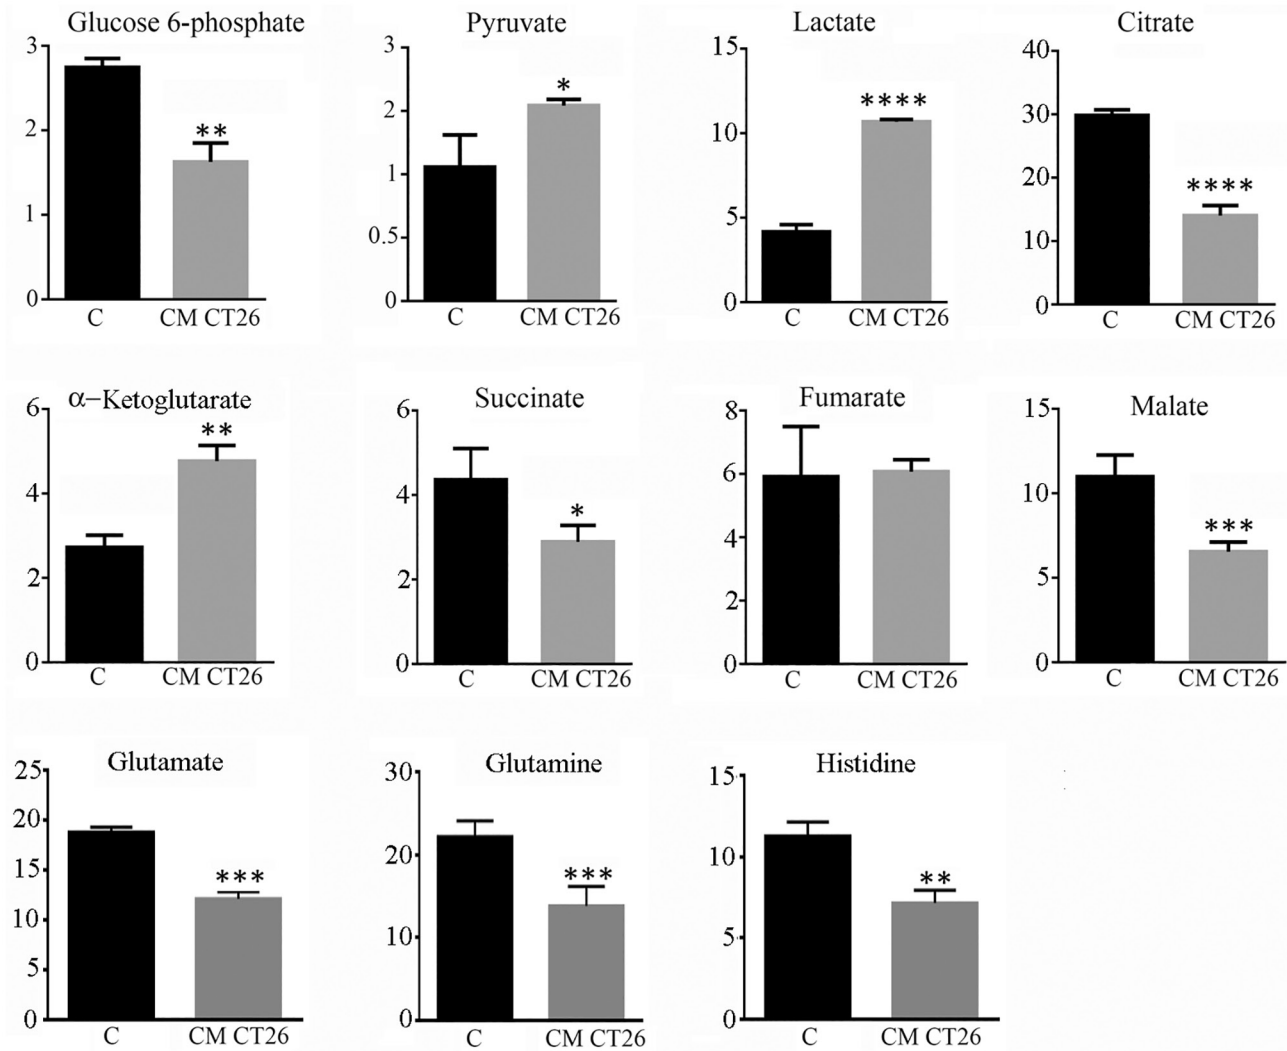 Glucose 6-phosphate
3
2
1
0
**
C
CM CT26
Pyruvate
3
2
1
0.5
0
*
C
CM CT26
Lactate
15
10
5
0
****
C
CM CT26
Citrate
40
30
20
10
0
****
C
CM CT26
α−Ketoglutarate
6
4
2
0
**
C
CM CT26
Succinate
6
4
2
0
*
C
CM CT26
Fumarate
8
6
4
2
0
C
CM CT26
Malate
15
10
5
0
***
C
CM CT26
Glutamate
25
20
15
10
5
0
***
C
CM CT26
Glutamine
30
20
10
0
***
C
CM CT26
Histidine
15
10
5
0
**
C
CM CT26